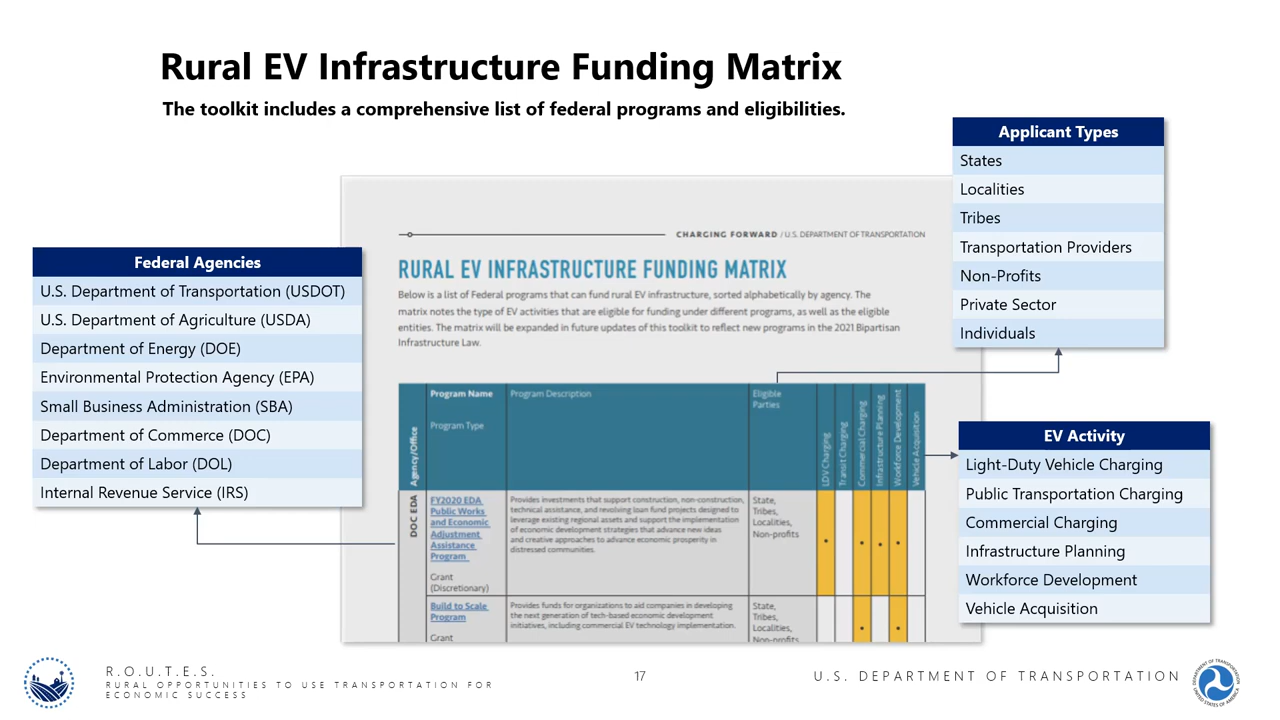 Rural EV Infrastructure Funding Matrix
The toolkit includes a comprehensive list of federal programs and eligibilities.
Federal Agencies
U.S. Department of Transportation (USDOT)
U.S. Department of Agriculture (USDA)
Department of Energy (DOE)
Environmental Protection Agency (EPA)
Small Business Administration (SBA)
Department of Commerce (DOC)
Department of Labor (DOL)
Internal Revenue Service (IRS)
CHARGING FORWARD / U.S. DEPARTMENT OF TRANSPORTATION
RURAL EV INFRASTRUCTURE FUNDING MATRIX
Below is a list of Federal programs that can fund rural EV infrastructure, sorted alphabetically by agency. The
matrix notes the type of EV activities that are eligible for funding under different programs, as well as the eligible
entities. The matrix will be expanded in future updates of this toolkit to reflect new programs in the 2021 Bipartisan
Infrastructure Law.
Agency/Office
Program Name
Program Type
Program Description
Eligible
Parties
LDV Charging
Transit Charging
Commercial Charging
Infrastructure Planning
Workforce Development
Vehicle Acquisition
DOC EDA
FY2020 EDA
Public Works
and Economic
Adjustment
Assistance
Program
Grant
(Discretionary)
Provides investments that support construction, non-construction,
technical assistance, and revolving loan fund projects designed to
leverage existing regional assets and support the implementation
of economic development strategies that advance new ideas
and creative approaches to advance economic prosperity in
distressed communities.
State,
Tribes,
Localities,
Non-profits
Build to Scale
Program
Grant
Provides funds for organizations to aid companies in developing
the next generation of tech-based economic development
initiatives, including commercial EV technology implementation.
State,
Tribes,
Localities,
Non-profits
Applicant Types
States
Localities
Tribes
Transportation Providers
Non-Profits
Private Sector
Individuals
EV Activity
Light-Duty Vehicle Charging
Public Transportation Charging
Commercial Charging
Infrastructure Planning
Workforce Development
Vehicle Acquisition
R.O.U.T.E.S.
RURAL OPPORTUNITIES TO USE TRANSPORTATION FOR
ECONOMIC SUCCESS
17
U.S. DEPARTMENT OF TRANSPORTATION
DEPARTMENT OF TRANSPORTATION
UNITED STATES OF AMERICA